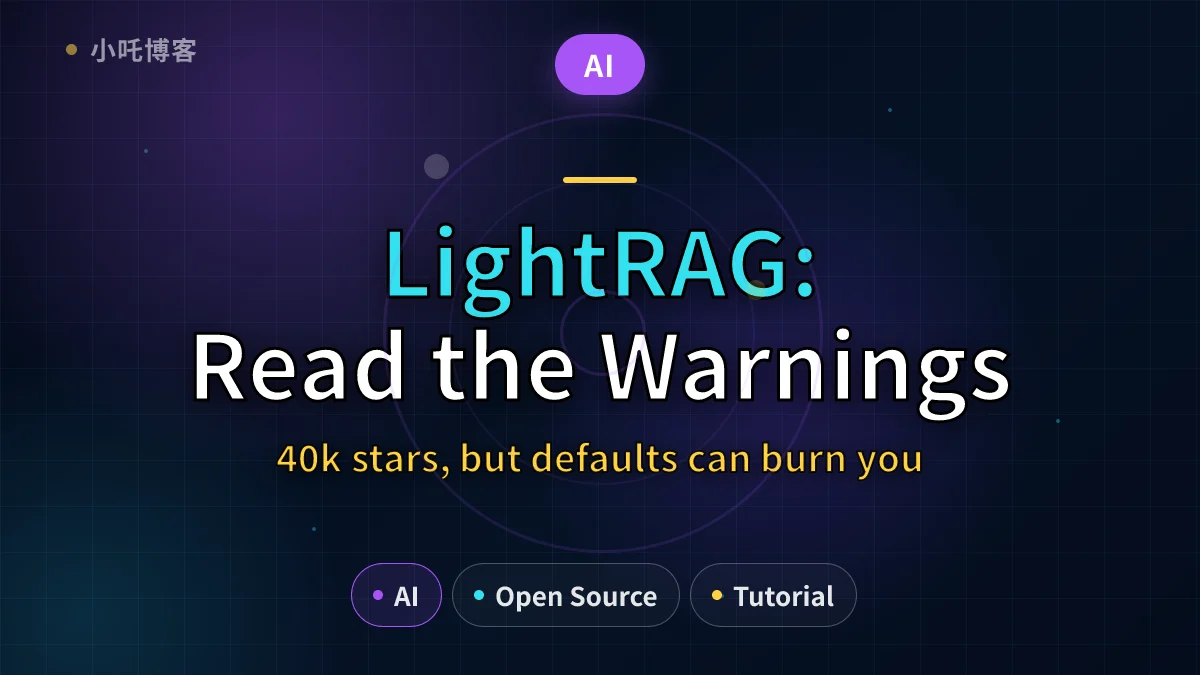 小吒博客
AI
LightRAG:
Read the Warnings
40k stars, but defaults can burn you
AI
Open Source
Tutorial